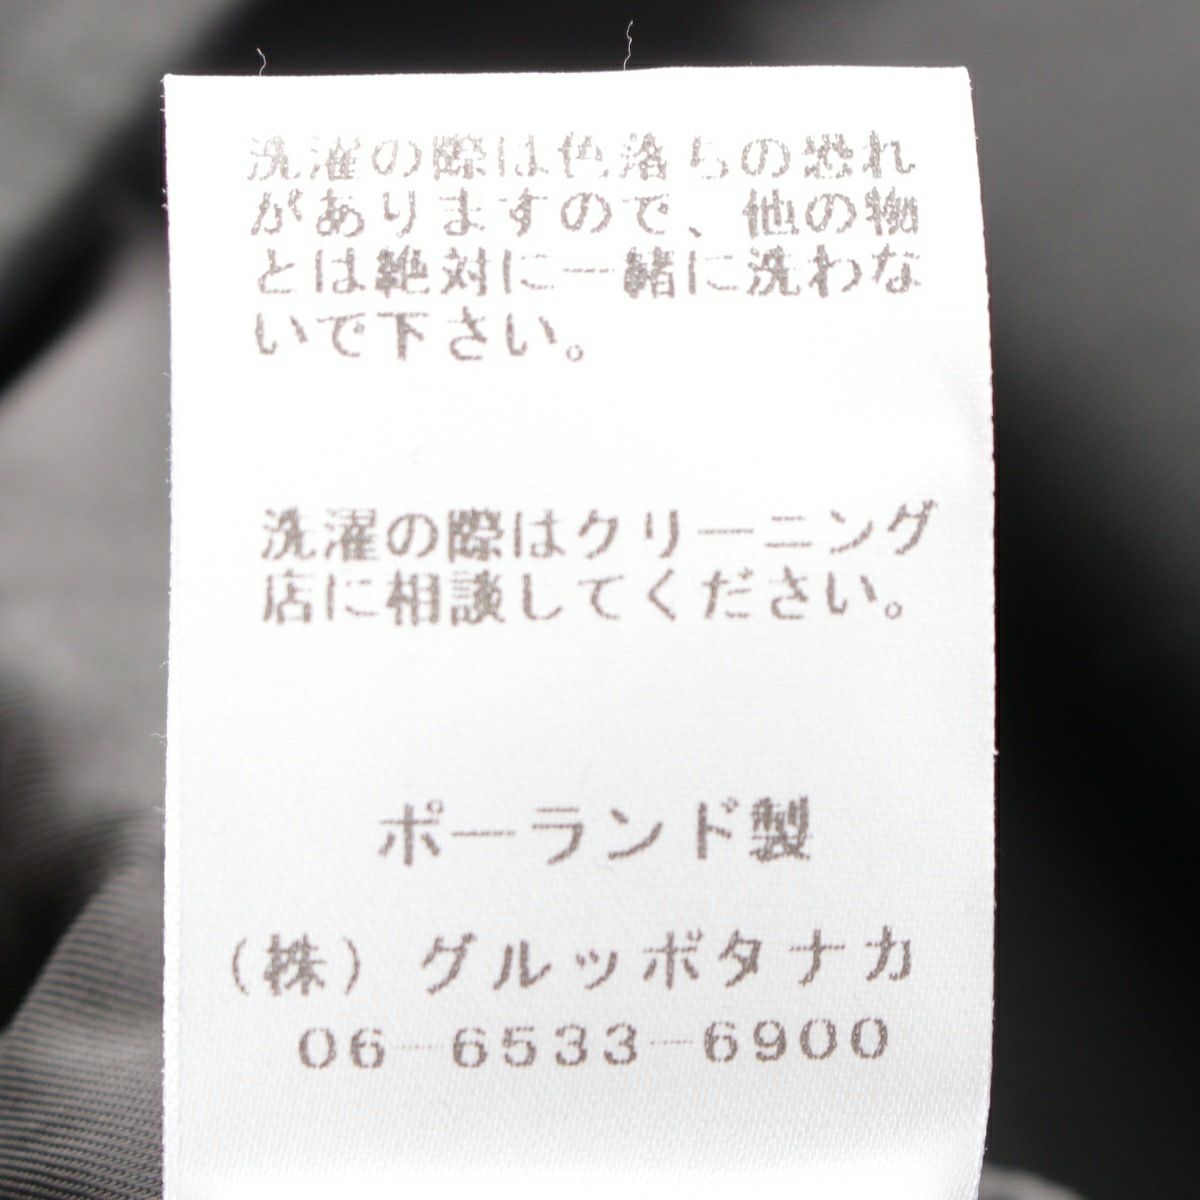 洗濯の際は色落ちの恐れ
がありますので、他の物
とは絶対に一緒に洗わな
いで下さい。
洗濯の際はクリーニング
店に相談してください。
ポーランド製
(株)グルッポタナカ
06-6533-6900